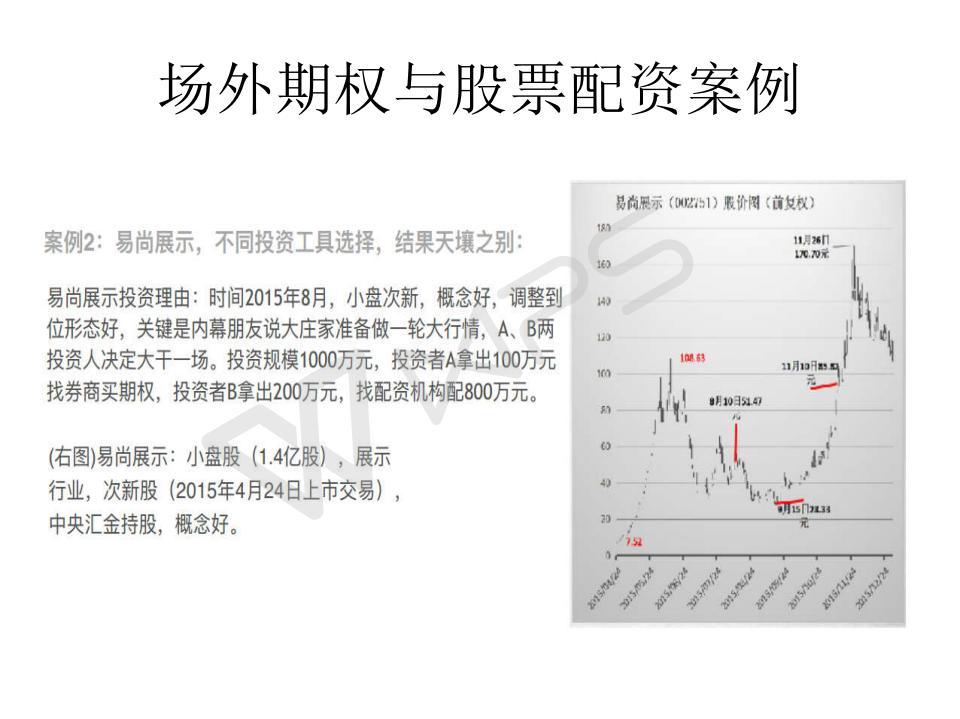 场外期权与股票配资案例
案例2：易尚展示，不同投资工具选择，结果天壤之别：
易尚展示投资理由：时间2015年8月，小盘次新，概念好，调整到
位形态好，关键是内幕朋友说大庄家准备做一轮大行情，A、B两
投资人决定大干一场。投资规模1000万元，投资者A拿出100万元
找券商买期权，投资者B拿出200万元，找配资机构配800万元。
(右图)易尚展示：小盘股（1.4亿股），展示
行业，次新股（2015年4月24日上市交易），
中央汇金持股，概念好。
易尚展示（002751）股价图（前复权）
180
160
140
120
100
80
60
40
20
0
11月26日
170.70元
108.63
11月10日85.82
元
8月10日51.47
元
9月15日28.33
元
7.52
2015/04/24
2015/05/24
2015/06/24
2015/07/24
2015/08/24
2015/09/24
2015/10/24
2015/11/24
2015/12/24
WPS